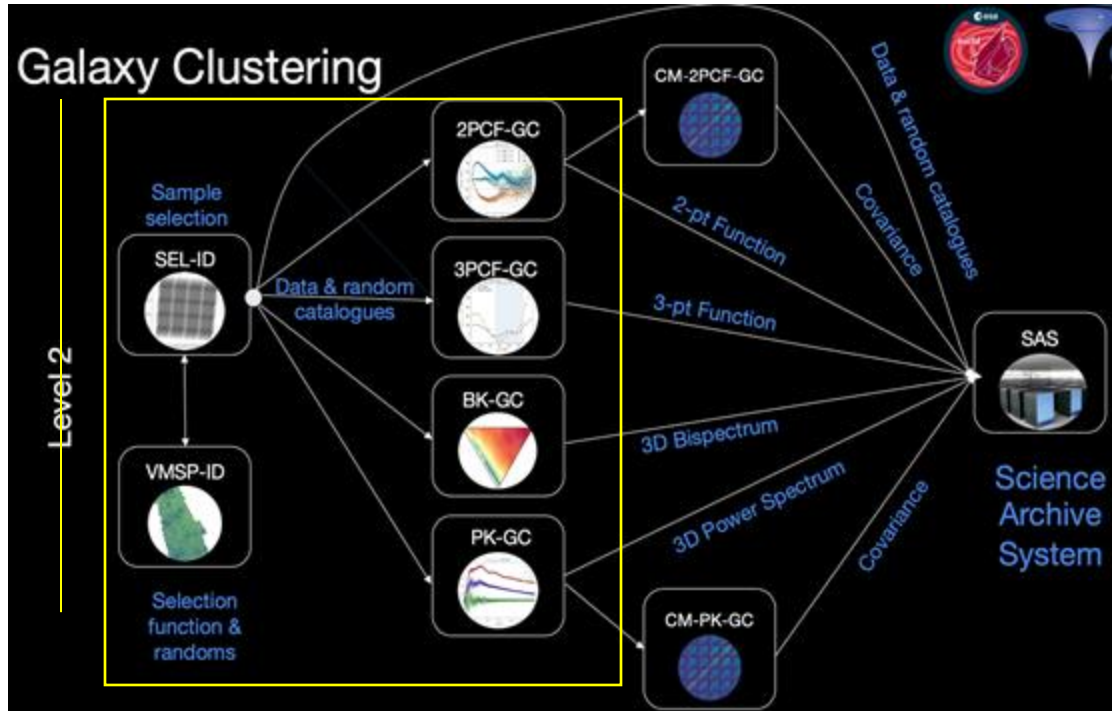 Galaxy Clustering
esa
Level 2
Sample
selection
SEL-ID
VMSP-ID
Selection
function &
randoms
Data & random
catalogues
2PCF-GC
3PCF-GC
BK-GC
PK-GC
CM-2PCF-GC
CM-PK-GC
Data & random catalogues
Covariance
2-pt Function
3-pt Function
3D Bispectrum
3D Power Spectrum
Covariance
SAS
Science
Archive
System